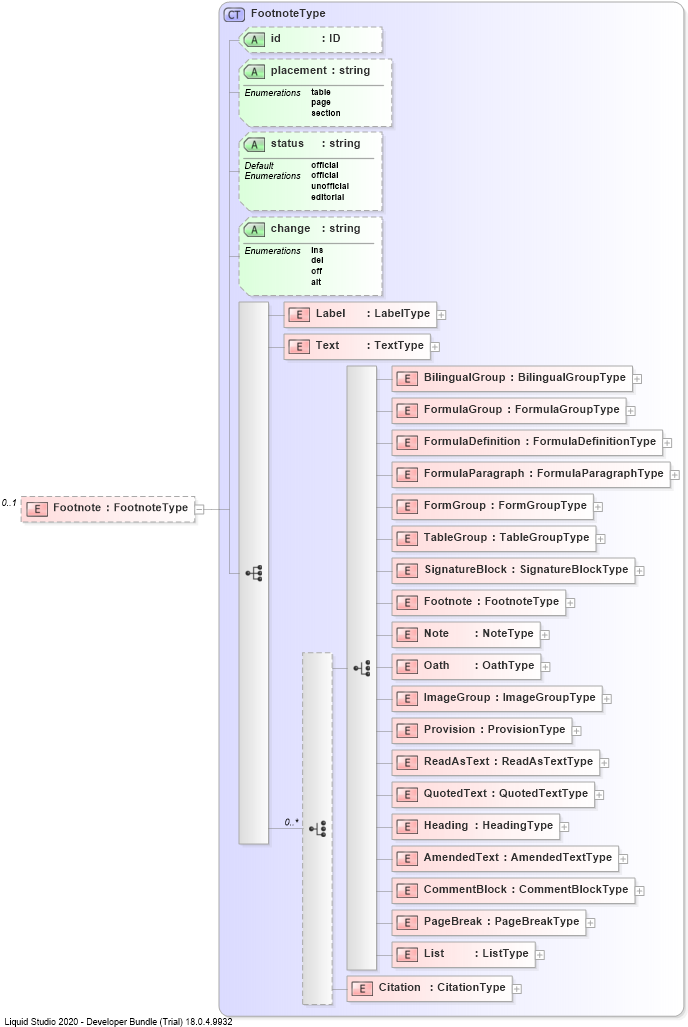 CT FootnoteType
A id : ID
A placement : string
Enumerations table
page
section
A status : string
Default official
Enumerations official
unofficial
editorial
A change : string
Enumerations ins
del
off
alt
E Label : LabelType
E Text : TextType
E BilingualGroup : BilingualGroupType
E FormulaGroup : FormulaGroupType
E FormulaDefinition : FormulaDefinitionType
E FormulaParagraph : FormulaParagraphType
0..1 E Footnote : FootnoteType
E FormGroup : FormGroupType
E TableGroup : TableGroupType
E SignatureBlock : SignatureBlockType
E Footnote : FootnoteType
E Note : NoteType
E Oath : OathType
E ImageGroup : ImageGroupType
E Provision : ProvisionType
E ReadAsText : ReadAsTextType
E QuotedText : QuotedTextType
0..*
E Heading : HeadingType
E AmendedText : AmendedTextType
E CommentBlock : CommentBlockType
E PageBreak : PageBreakType
E List : ListType
E Citation : CitationType
Liquid Studio 2020 - Developer Bundle (Trial) 18.0.4.9932